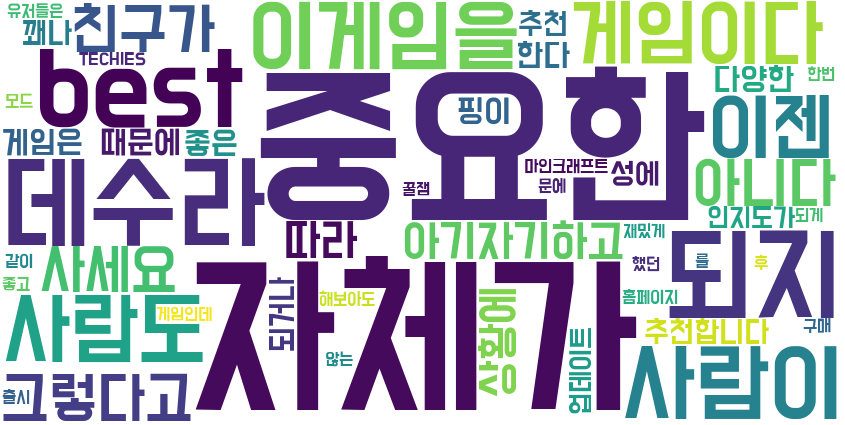 유저들은
꽤나
친구가
이게임을
추천
한다
게임이다
TECHIES
best
모드
게임은
때문에
좋은
중요한
핑이
다양한
한번
이젠
데수라
꿀잼
마인크래프트
문에
성에
아니다
인지도가
되게
따라
아기자기하고
재밌게
같이
좋고
사세요
되거나
자체가
했던
되지
를
후
사람도
게임인데
해보아도
상황에
홈페이지
추천합니다
구매
않는
업데이트
사람이
출시
그렇다고